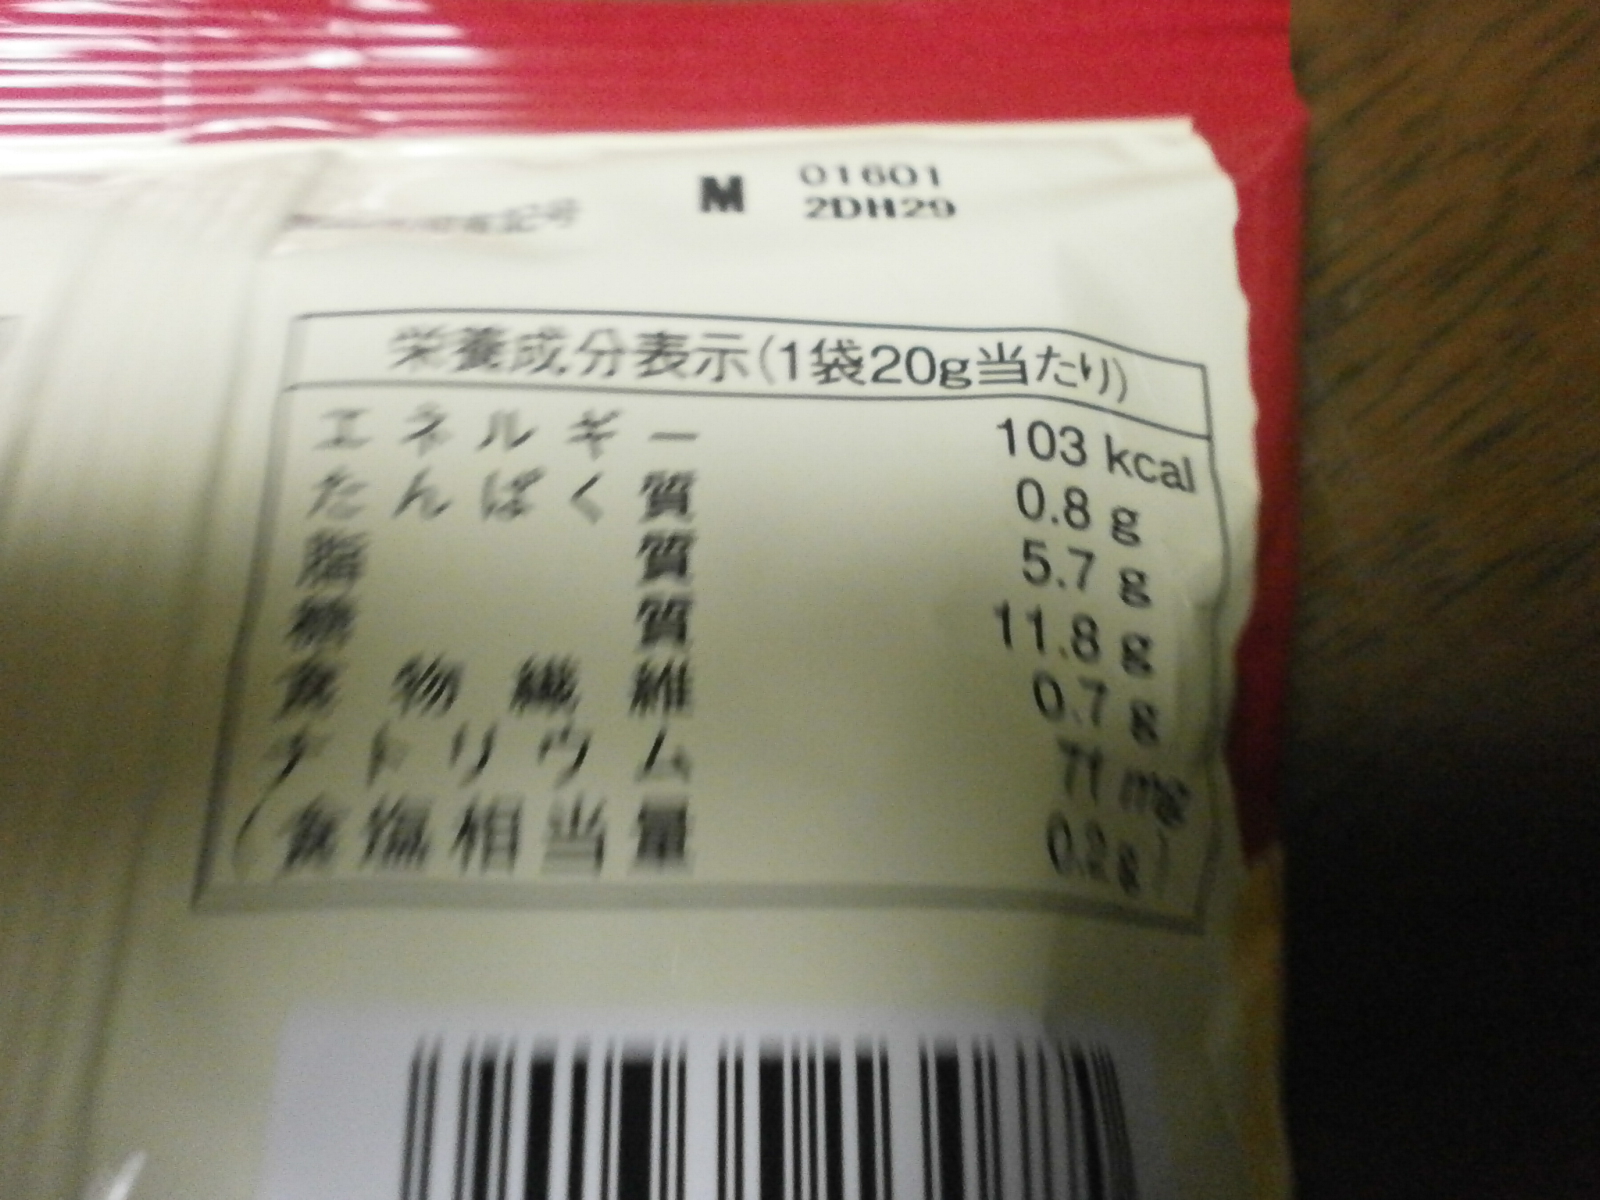 記号
M 01601
2DH29
栄養成分表示(1袋20g当たり)
エネルギー 103 kcal
たんぱく質 0.8 g
脂質 5.7 g
糖質 11.8 g
食物繊維 0.7 g
ナトリウム 71 mg
(食塩相当量 0.2 g)